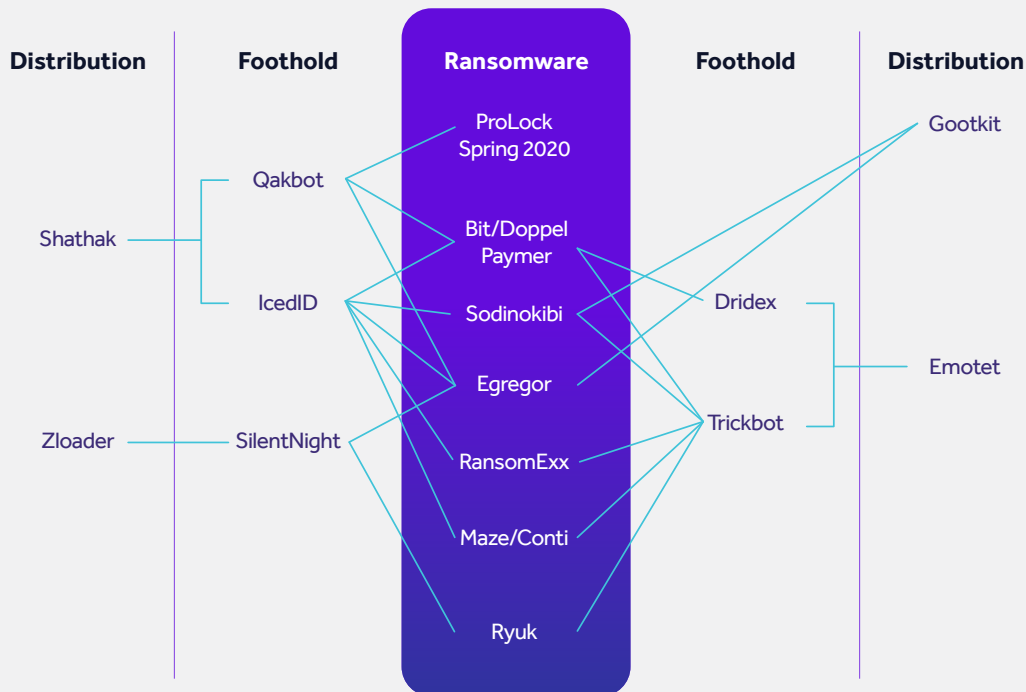 Distribution
Foothold
Ransomware
Foothold
Distribution
ProLock
Spring 2020
Gootkit
Qakbot
Bit/Doppel
Paymer
Shathak
IcedID
Sodinokibi
Dridex
Egregor
Emotet
Zloader
SilentNight
RansomExx
Trickbot
Maze/Conti
Ryuk